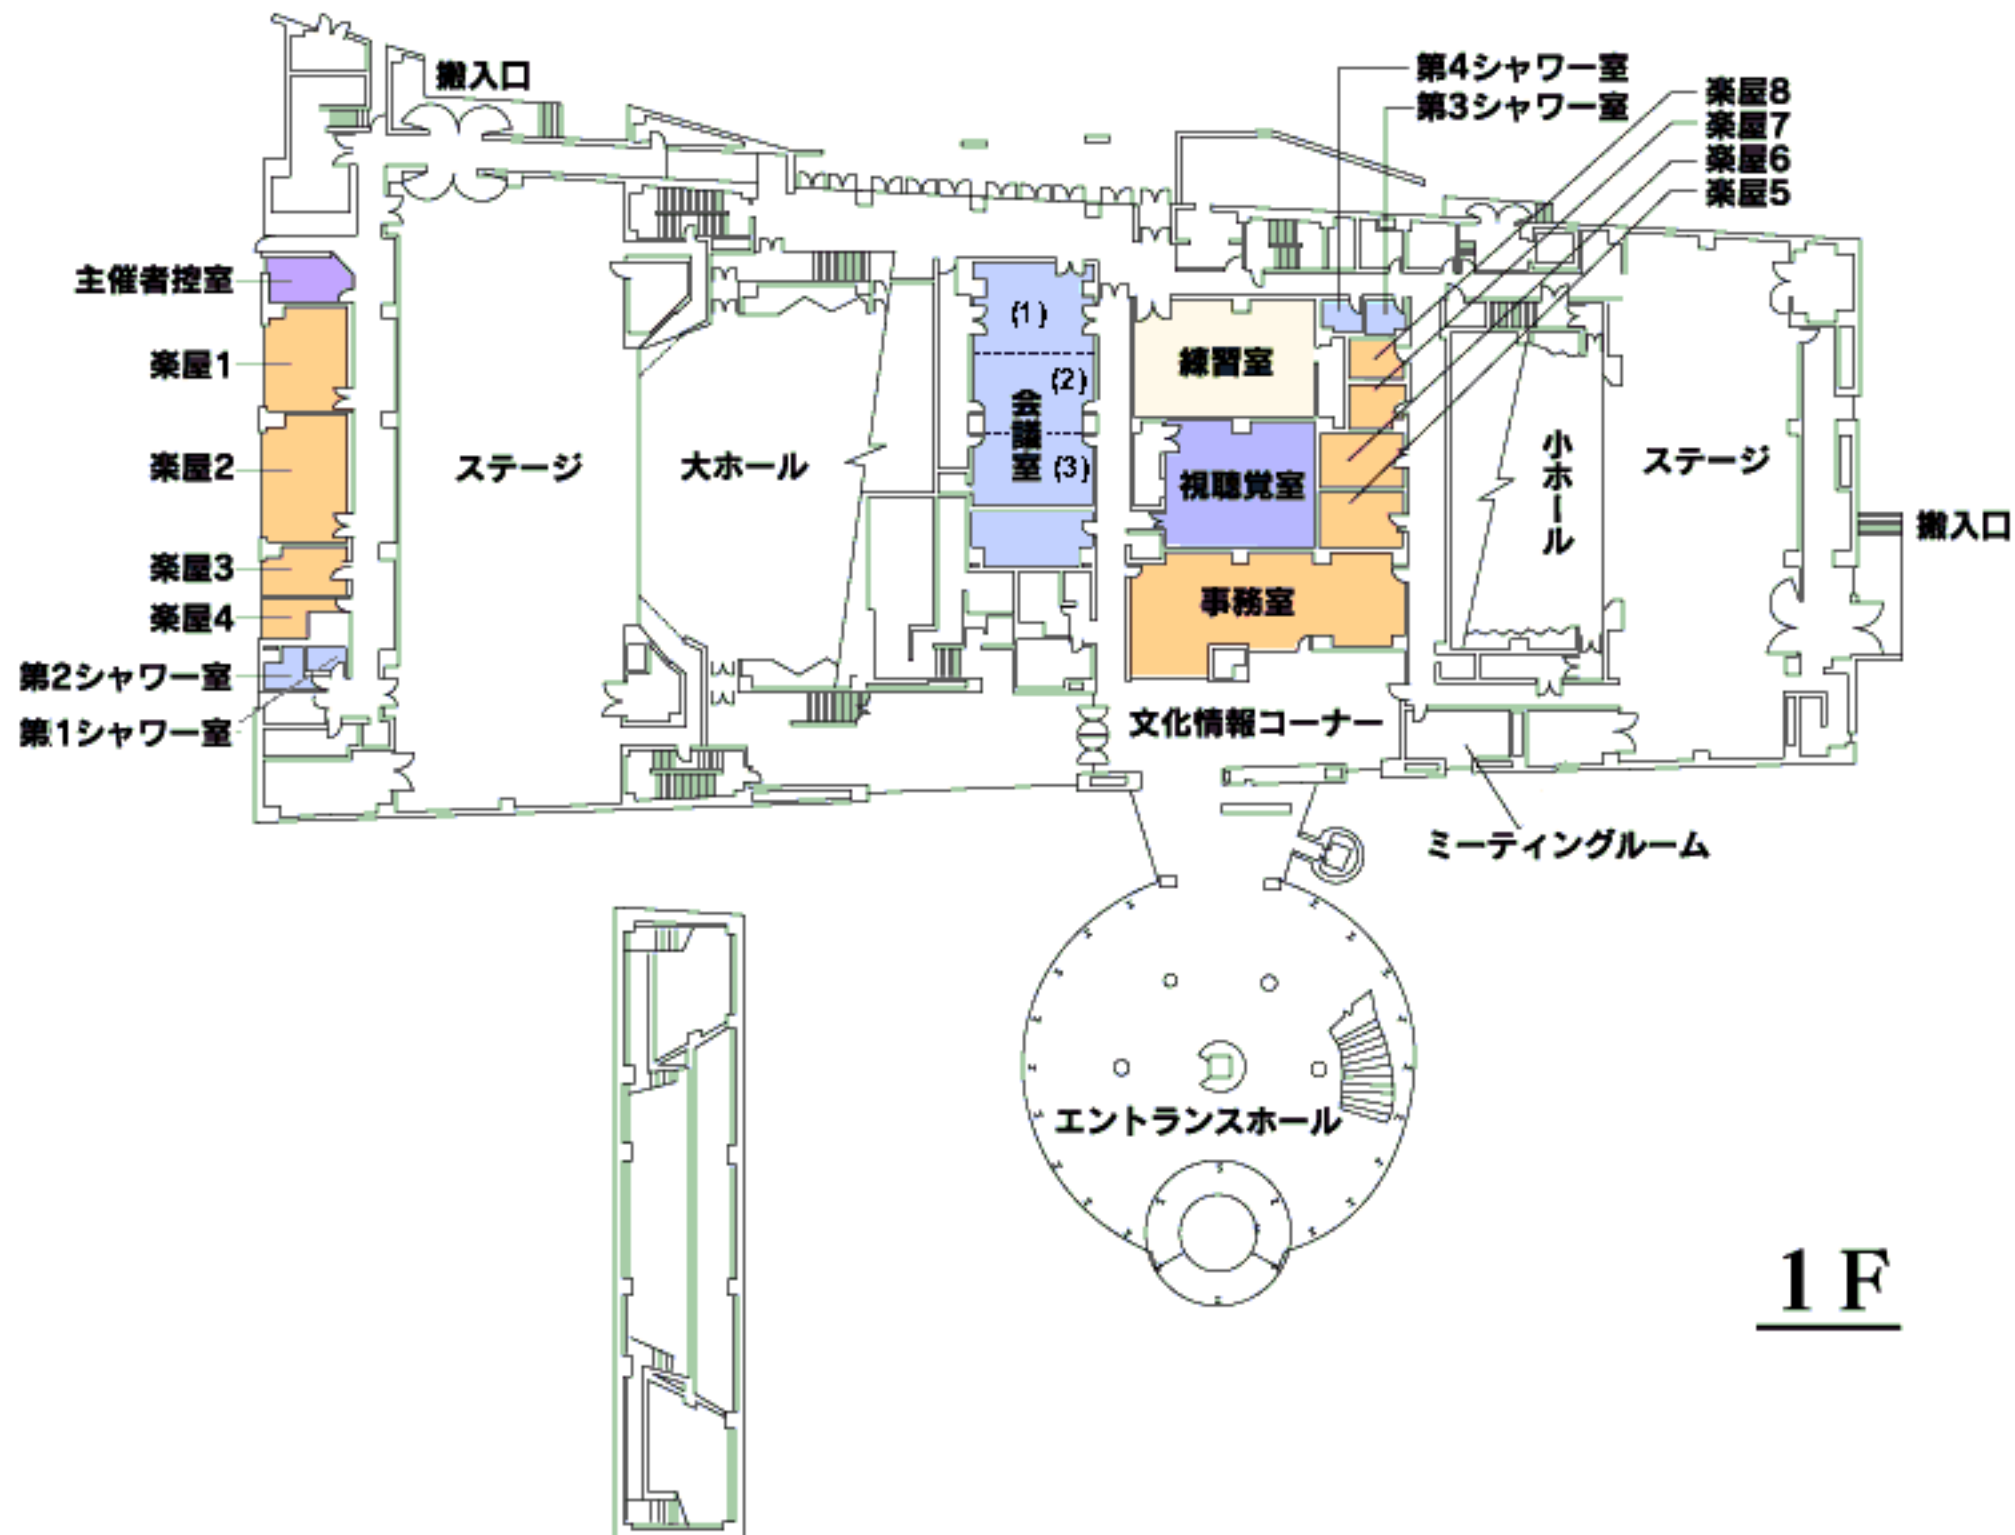 搬入口
第4シャワー室
第3シャワー室
楽屋8
楽屋7
楽屋6
楽屋5
主催者控室
楽屋1
楽屋2
楽屋3
楽屋4
第2シャワー室
第1シャワー室
ステージ
大ホール
(1)
(2)
(3)
会議室
練習室
視聴覚室
事務室
小ホール
ステージ
搬入口
文化情報コーナー
ミーティングルーム
エントランスホール
1F